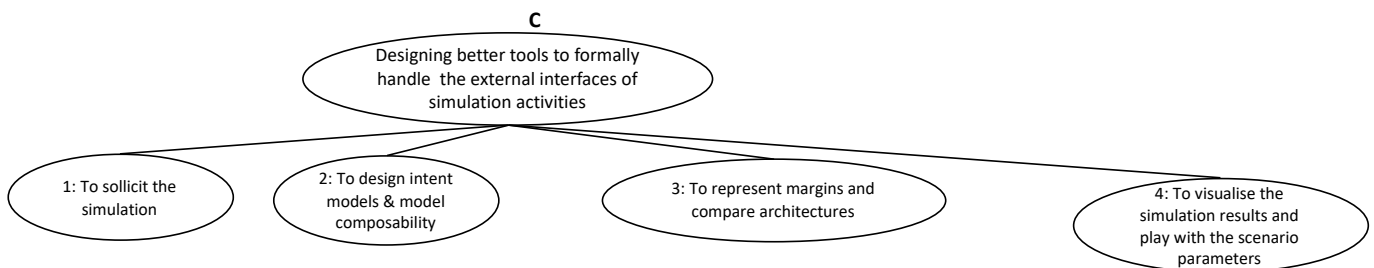 C
Designing better tools to formally
handle the external interfaces of
simulation activities
1: To sollicit the
simulation
2: To design intent
models & model
composability
3: To represent margins and
compare architectures
4: To visualise the
simulation results and
play with the scenario
parameters